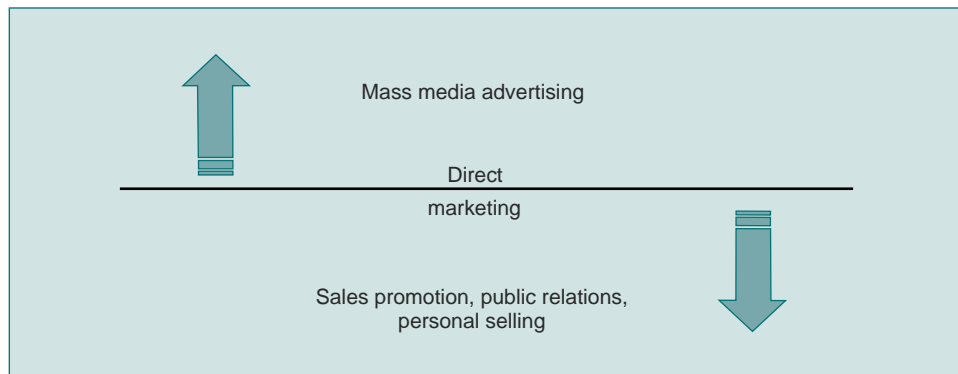 Mass media advertising
Direct
marketing
Sales promotion, public relations,
personal selling